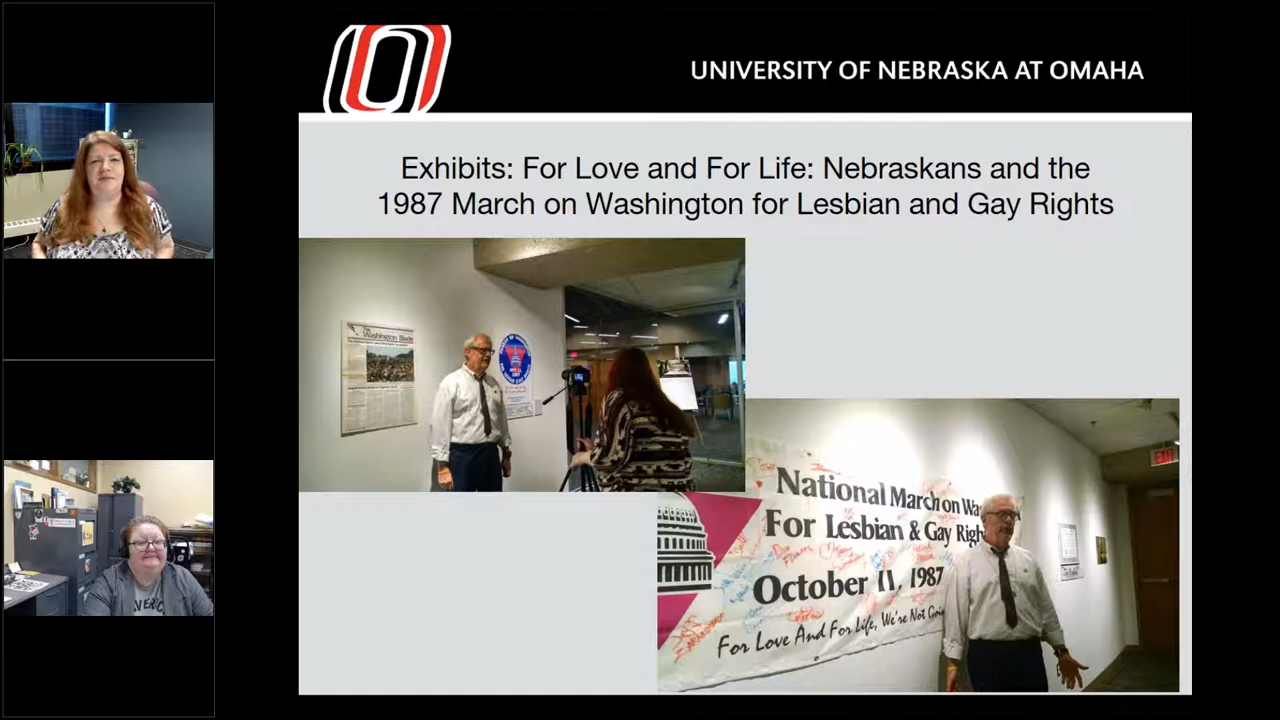 UNIVERSITY OF NEBRASKA AT OMAHA
Exhibits: For Love and For Life: Nebraskans and the
1987 March on Washington for Lesbian and Gay Rights
The
Washington Blade
National March on Wa
For Lesbian & Gay Righ
October 11, 1987
For Love And For Life, We're Not Goin
EXIT
AVERIC